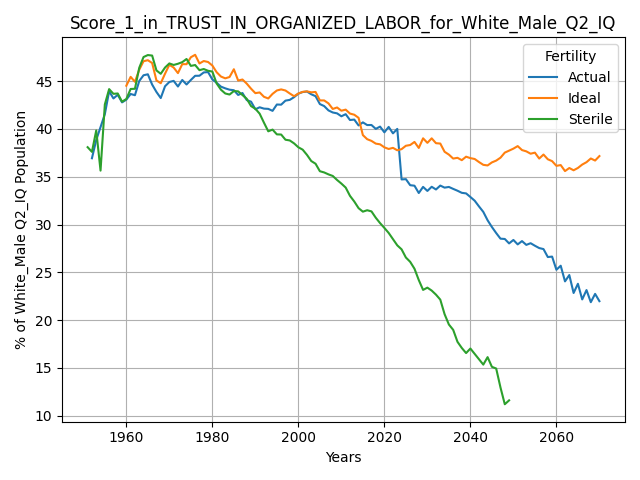 Score_1_in_TRUST_IN_ORGANIZED_LABOR_for_White_Male_Q2_IQ
Fertility
Actual
Ideal
Sterile
% of White_Male Q2_IQ Population
45
40
35
30
25
20
15
10
1960
1980
2000
2020
2040
2060
Years